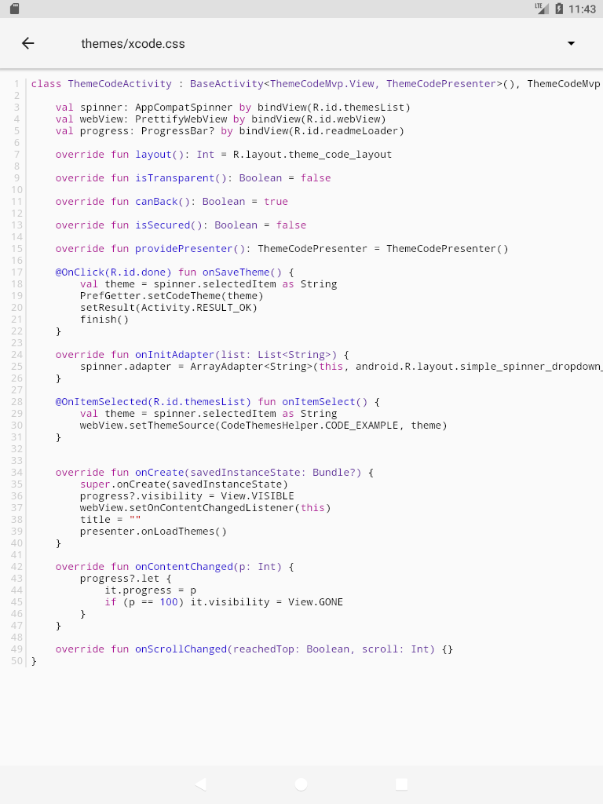 LTE 11:43
themes/xcode.css
1 class ThemeCodeActivity : BaseActivity<ThemeCodeMvp.View, ThemeCodePresenter>(), ThemeCodeMvp
2
3     val spinner: AppCompatSpinner by bindView(R.id.themesList)
4     val webView: PrettifyWebView by bindView(R.id.webView)
5     val progress: ProgressBar? by bindView(R.id.readmeLoader)
6
7     override fun layout(): Int = R.layout.theme_code_layout
8
9     override fun isTransparent(): Boolean = false
10
11     override fun canBack(): Boolean = true
12
13     override fun isSecured(): Boolean = false
14
15     override fun providePresenter(): ThemeCodePresenter = ThemeCodePresenter()
16
17     @OnClick(R.id.done) fun onSaveTheme() {
18         val theme = spinner.selectedItem as String
19         PrefGetter.setCodeTheme(theme)
20         setResult(Activity.RESULT_OK)
21         finish()
22     }
23
24     override fun onInitAdapter(list: List<String>) {
25         spinner.adapter = ArrayAdapter<String>(this, android.R.layout.simple_spinner_dropdown_
26     }
27
28     @OnItemSelected(R.id.themesList) fun onItemSelect() {
29         val theme = spinner.selectedItem as String
30         webView.setThemeSource(CodeThemesHelper.CODE_EXAMPLE, theme)
31     }
32
33
34     override fun onCreate(savedInstanceState: Bundle?) {
35         super.onCreate(savedInstanceState)
36         progress?.visibility = View.VISIBLE
37         webView.setOnContentChangedListener(this)
38         title = ""
39         presenter.onLoadThemes()
40     }
41
42     override fun onContentChanged(p: Int) {
43         progress?.let {
44             it.progress = p
45             if (p == 100) it.visibility = View.GONE
46         }
47     }
48
49     override fun onScrollChanged(reachedTop: Boolean, scroll: Int) {}
50 }